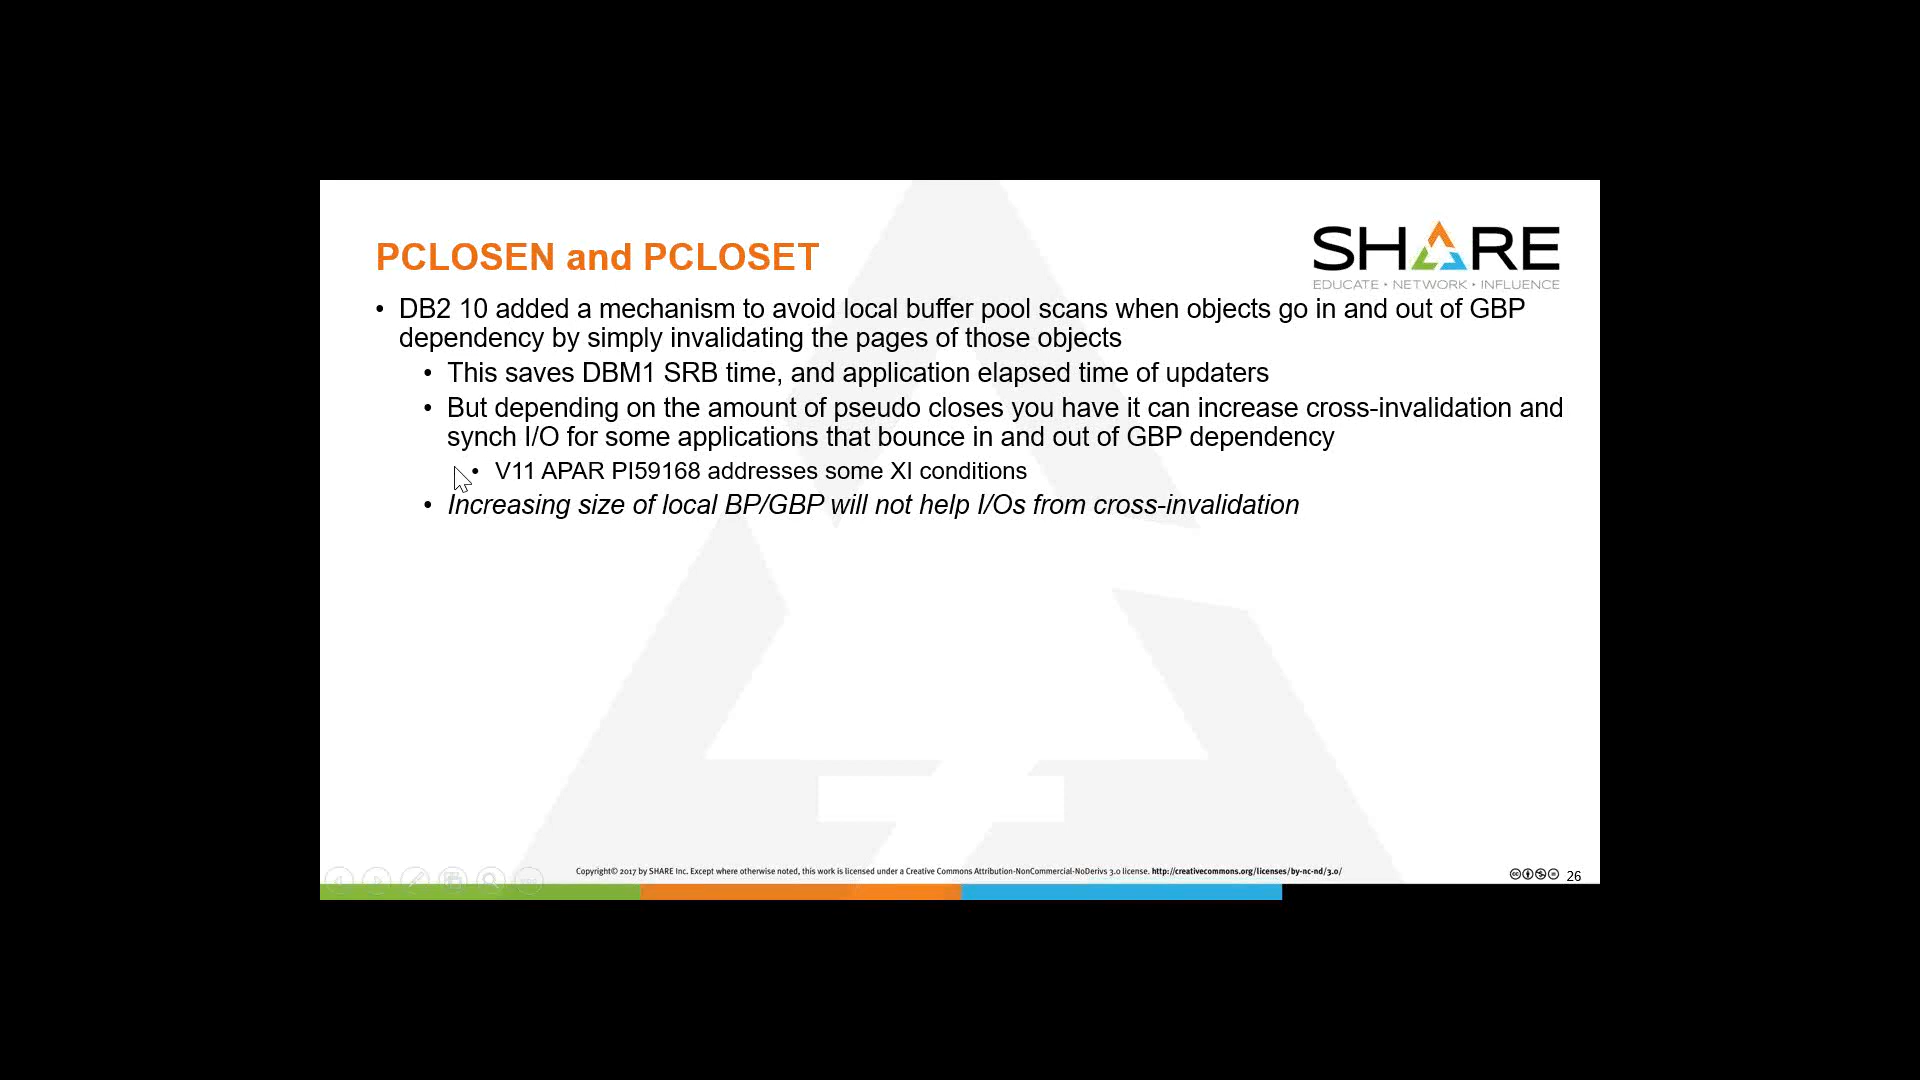 PCLOSEN and PCLOSET
SHARE
EDUCATE • NETWORK • INFLUENCE
• DB2 10 added a mechanism to avoid local buffer pool scans when objects go in and out of GBP
dependency by simply invalidating the pages of those objects
• This saves DBM1 SRB time, and application elapsed time of updaters
• But depending on the amount of pseudo closes you have it can increase cross-invalidation and
synch I/O for some applications that bounce in and out of GBP dependency
• V11 APAR PI59168 addresses some XI conditions
• Increasing size of local BP/GBP will not help I/Os from cross-invalidation
Copyright© 2017 by SHARE Inc. Except where otherwise noted, this work is licensed under a Creative Commons Attribution-NonCommercial-NoDerivs 3.0 license. http://creativecommons.org/licenses/by-nc-nd/3.0/
26